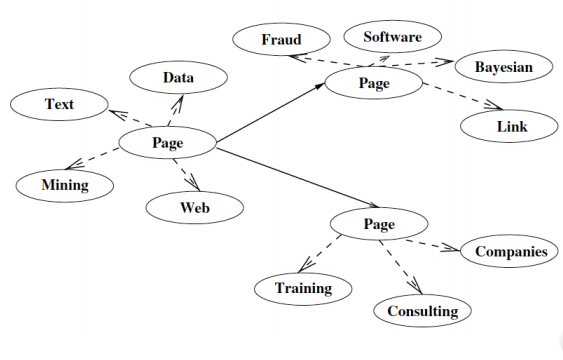 Fraud
Software
Bayesian
Page
Link
Data
Text
Page
Mining
Web
Page
Companies
Training
Consulting